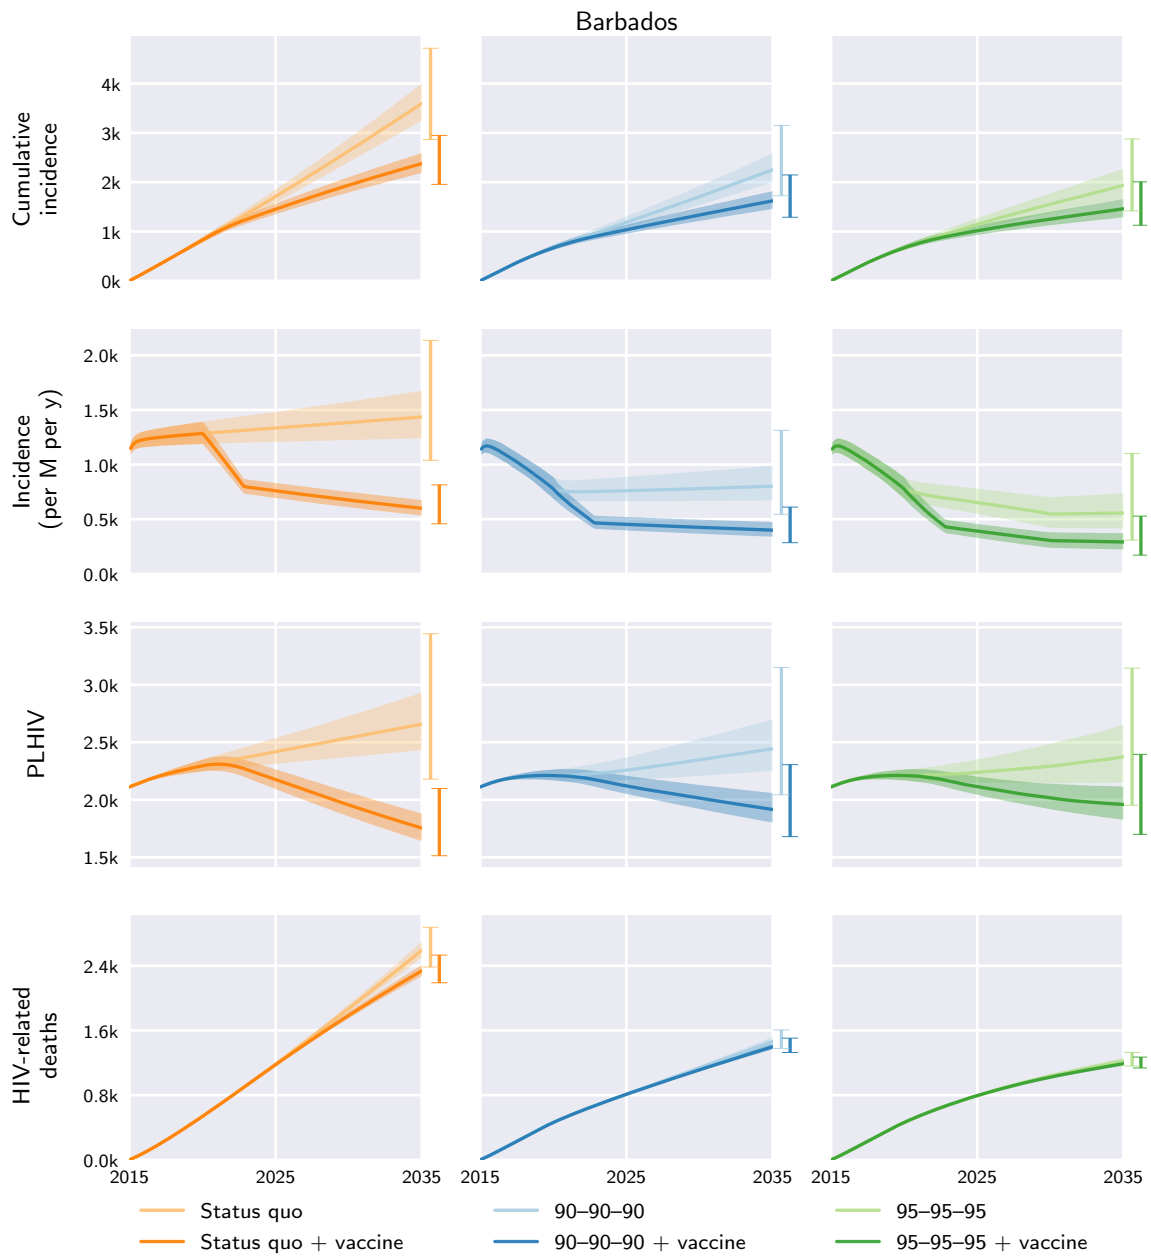 Barbados
Cumulative
incidence
4k
3k
2k
1k
0k
Incidence
(per M per y)
2.0k
1.5k
1.0k
0.5k
0.0k
PLHIV
3.5k
3.0k
2.5k
2.0k
1.5k
HIV-related
deaths
2.4k
1.6k
0.8k
0.0k
2015 2025 2035 2015 2025 2035 2015 2025 2035
Status quo 90–90–90 95–95–95
Status quo + vaccine 90–90–90 + vaccine 95–95–95 + vaccine